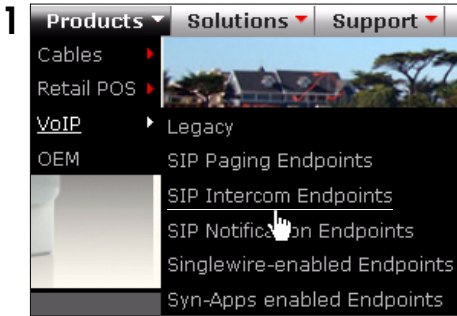 1
Products Solutions Support
Cables
Retail POS
VoIP
OEM
Legacy
SIP Paging Endpoints
SIP Intercom Endpoints
SIP Notification Endpoints
Singlewire-enabled Endpoints
Syn-Apps enabled Endpoints